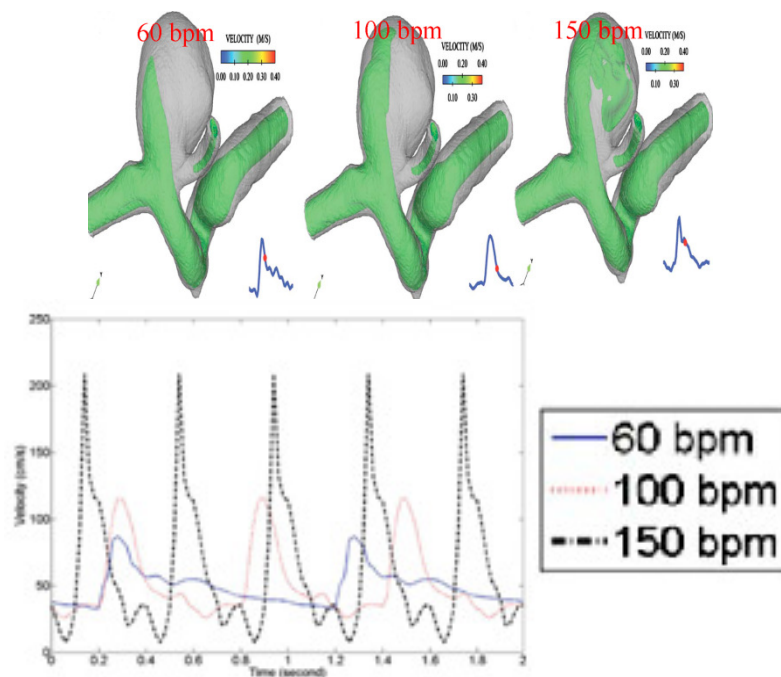 60 bpm
VELOCITY (M/S)
0.00 0.20 0.40
0.10 0.30
100 bpm
VELOCITY (M/S)
0.00 0.20 0.40
0.10 0.30
150 bpm
VELOCITY (M/S)
0.00 0.20 0.40
0.10 0.30
Y
Y
Y
250
200
150
100
50
0
Velocity (cm/s)
0 0.2 0.4 0.6 0.8 1 1.2 1.4 1.6 1.8 2
Time (second)
60 bpm
100 bpm
150 bpm